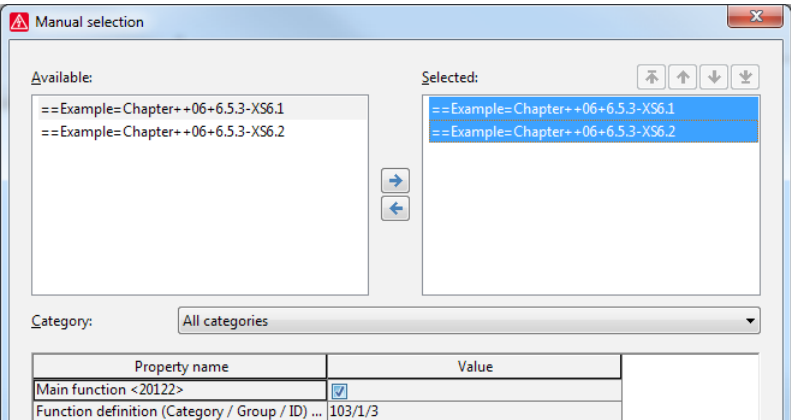 Manual selection
Available:
Selected:
==Example=Chapter++06+6.5.3-XS6.1
==Example=Chapter++06+6.5.3-XS6.2
==Example=Chapter++06+6.5.3-XS6.1
==Example=Chapter++06+6.5.3-XS6.2
Category:
All categories
Property name
Value
Main function <20122>
Function definition (Category / Group / ID) ...
103/1/3